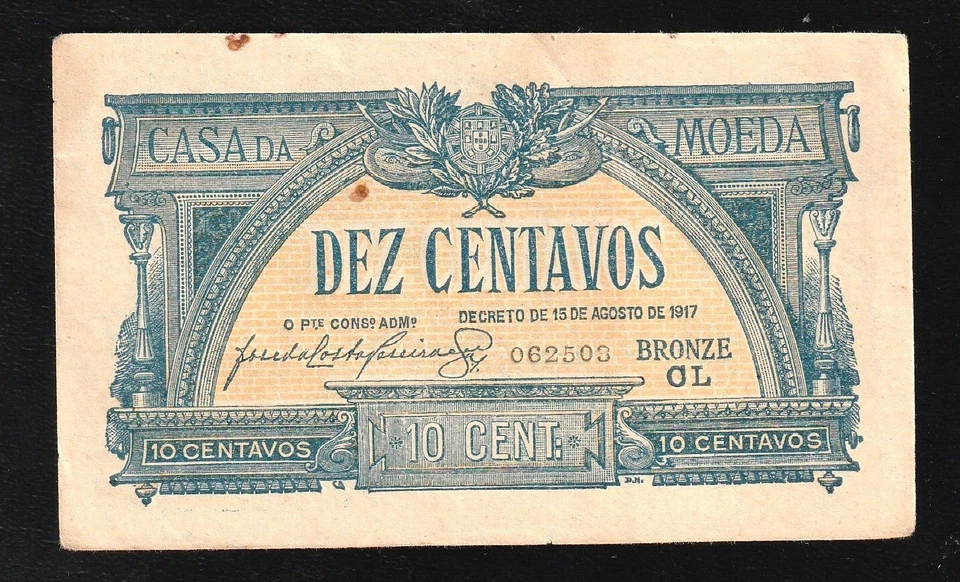 CASA DA MOEDA
DEZ CENTAVOS
O PTE CONSO ADMO
DECRETO DE 15 DE AGOSTO DE 1917
062503
BRONZE
CL
10 CENTAVOS
10 CENT.
10 CENTAVOS